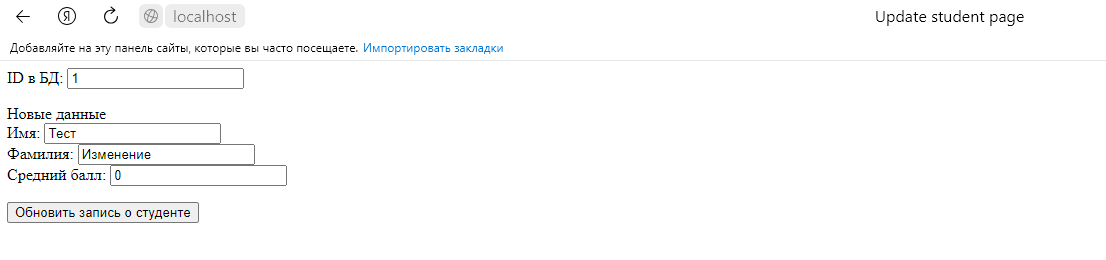 Я localhost Update student page
Добавляйте на эту панель сайты, которые вы часто посещаете. Импортировать закладки
ID в БД: 1
Новые данные
Имя: Тест
Фамилия: Изменение
Средний балл: 0
Обновить запись о студенте